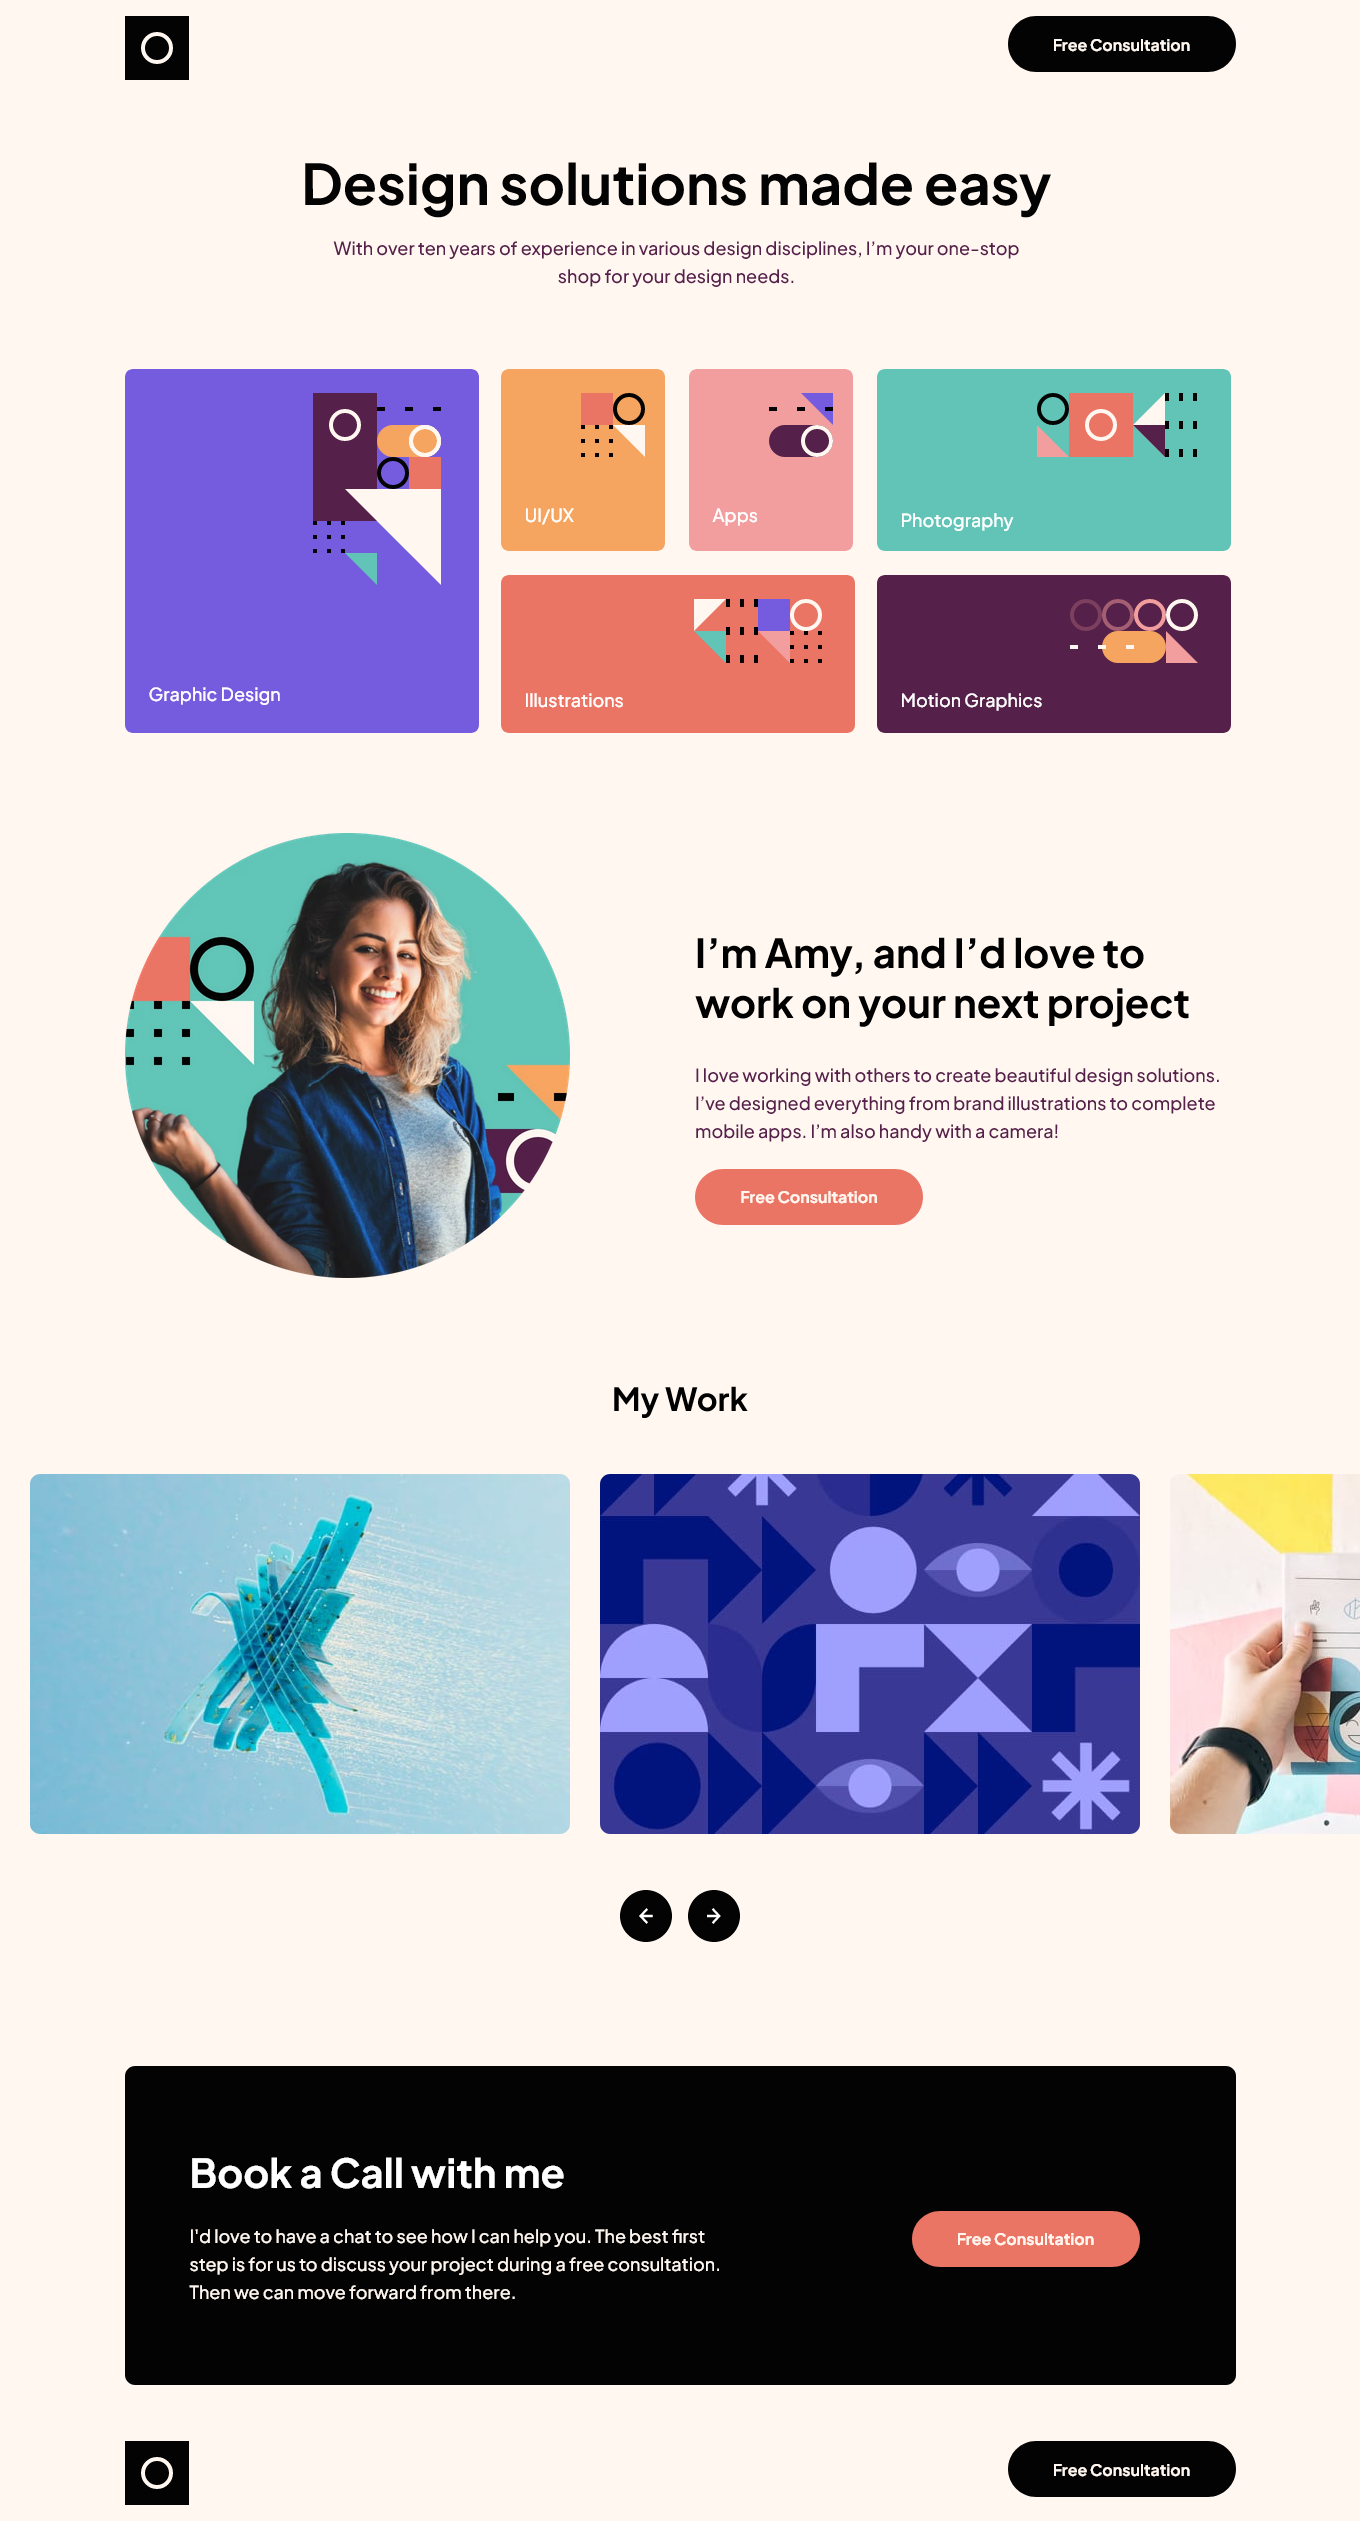 Free Consultation
Design solutions made easy
With over ten years of experience in various design disciplines, I’m your one-stop
shop for your design needs.
Graphic Design
UI/UX
Apps
Photography
Illustrations
Motion Graphics
I’m Amy, and I’d love to
work on your next project
I love working with others to create beautiful design solutions.
I’ve designed everything from brand illustrations to complete
mobile apps. I’m also handy with a camera!
Free Consultation
My Work
Book a Call with me
I'd love to have a chat to see how I can help you. The best first
step is for us to discuss your project during a free consultation.
Then we can move forward from there.
Free Consultation
Free Consultation